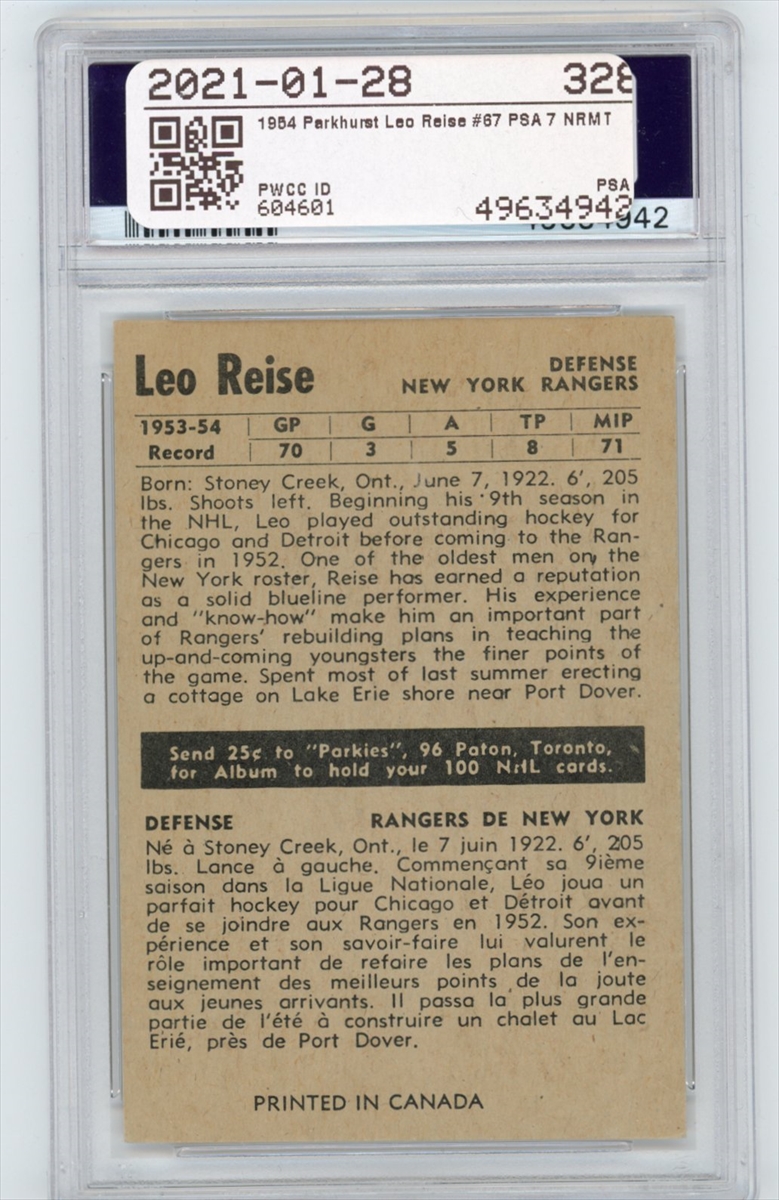 2021-01-28 328
1954 Parkhurst Leo Reise #67 PSA 7 NRMT
PWCC ID PSA
604601 49634942
942
Leo Reise
DEFENSE
NEW YORK RANGERS
1953-54 | GP | G | A | TP | MIP
Record | 70 | 3 | 5 | 8 | 71
Born: Stoney Creek, Ont., June 7, 1922. 6', 205
lbs. Shoots left. Beginning his 9th season in
the NHL, Leo played outstanding hockey for
Chicago and Detroit before coming to the Ran-
gers in 1952. One of the oldest men on the
New York roster, Reise has earned a reputation
as a solid blueline performer. His experience
and "know-how" make him an important part
of Rangers' rebuilding plans in teaching the
up-and-coming youngsters the finer points of
the game. Spent most of last summer erecting
a cottage on Lake Erie shore near Port Dover.
Send 25¢ to "Parkies", 96 Paton, Toronto,
for Album to hold your 100 NHL cards.
DEFENSE RANGERS DE NEW YORK
Né à Stoney Creek, Ont., le 7 juin 1922. 6', 205
lbs. Lance à gauche. Commençant sa 9ième
saison dans la Ligue Nationale, Léo joua un
parfait hockey pour Chicago et Détroit avant
de se joindre aux Rangers en 1952. Son ex-
périence et son savoir-faire lui valurent le
rôle important de refaire les plans de l'en-
seignement des meilleurs points de la joute
aux jeunes arrivants. Il passa la plus grande
partie de l'été à construire un chalet au Lac
Erié, près de Port Dover.
PRINTED IN CANADA